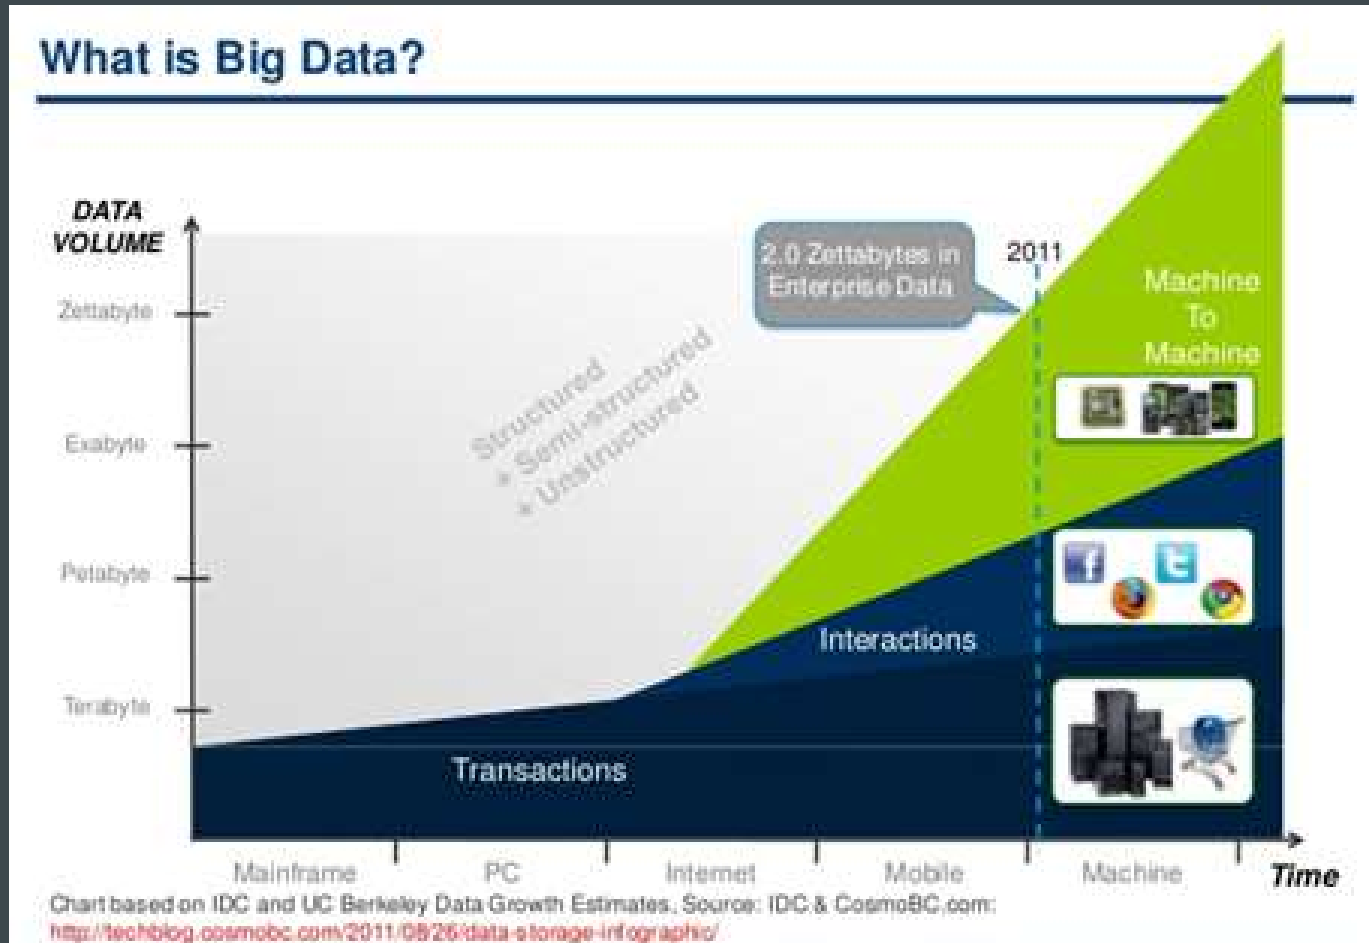 What is Big Data?
DATA
VOLUME
Zettabyte
Exabyte
Petabyte
Terabyte
Structured
+ Semi-structured
+ Unstructured
2.0 Zettabytes in
Enterprise Data
2011
Machine
To
Machine
Interactions
Transactions
Mainframe
PC
Internet
Mobile
Machine
Time
Chart based on IDC and UC Berkeley Data Growth Estimates, Source: IDC & CosmoBC.com:
http://techblog.cosmobc.com/2011/08/26/data-storage-infographic/